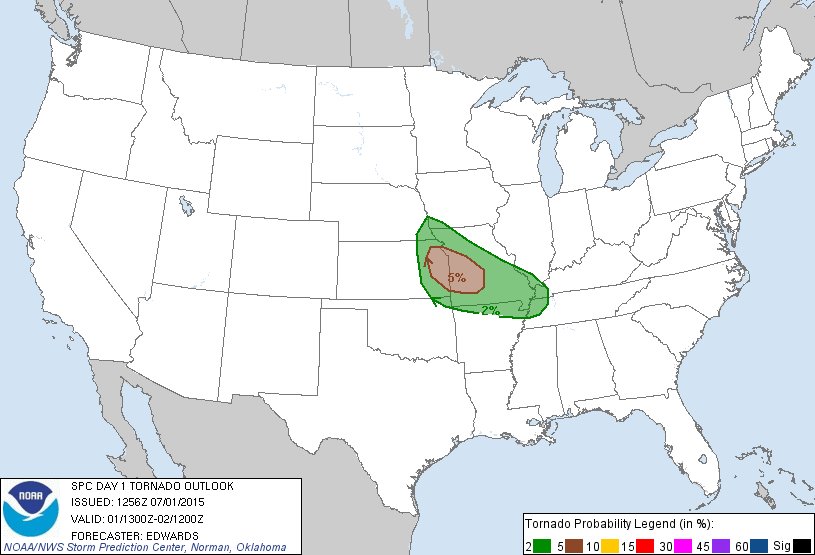 5%
2%
NOAA
SPC DAY 1 TORNADO OUTLOOK
ISSUED: 1256Z 07/01/2015
VALID: 01/1300Z-02/1200Z
FORECASTER: EDWARDS
NOAA/NWS Storm Prediction Center, Norman, Oklahoma
Tornado Probability Legend (in %):
2 5 10 15 30 45 60 Sig